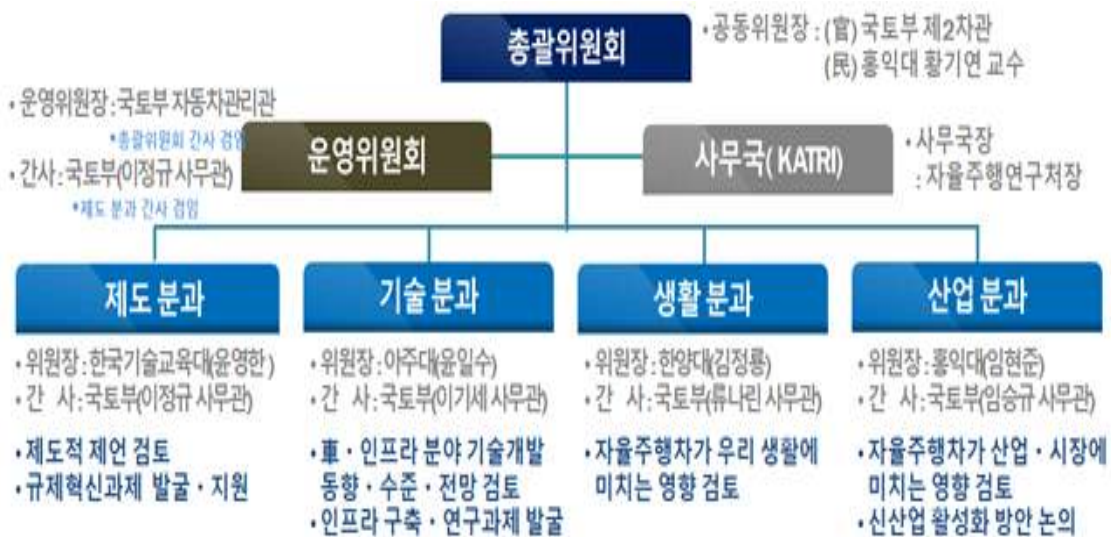 총괄위원회
• 공동위원장 : (官) 국토부 제2차관
(民) 홍익대 황기연 교수
• 운영위원장 : 국토부 자동차관리관
*총괄위원회 간사 겸임
• 간사 : 국토부(이정규 사무관)
*제도 분과 간사 겸임
운영위원회
사무국( KATRI)
• 사무국장
: 자율주행연구처장
제도 분과
• 위원장 : 한국기술교육대(윤영한 )
• 간 사 : 국토부(이정규 사무관)
• 제도적 제언 검토
• 규제혁신과제 발굴 · 지원
기술 분과
• 위원장 : 아주대(윤일수)
• 간 사 : 국토부(이기세 사무관)
• 車 · 인프라 분야 기술개발
동향 · 수준 · 전망 검토
• 인프라 구축 · 연구과제 발굴
생활 분과
• 위원장 : 한양대(김정룡)
• 간 사 : 국토부(류나린 사무관)
• 자율주행차가 우리 생활에
미치는 영향 검토
산업 분과
• 위원장 : 홍익대(임현준)
• 간 사 : 국토부(임승규 사무관)
• 자율주행차가 산업 · 시장에
미치는 영향 검토
• 신산업 활성화 방안 논의